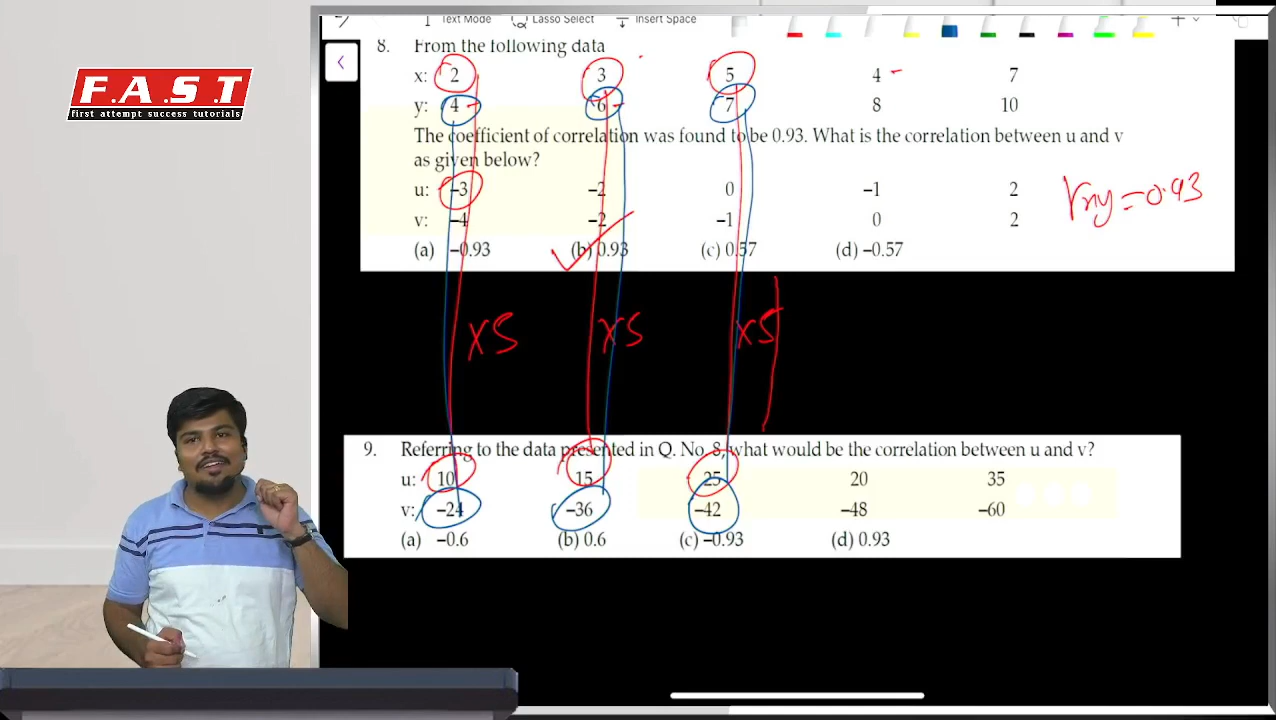 Text Mode Lasso Select Insert Space
F.A.S.T
first attempt success tutorials
8. From the following data
x: 2 3 5 4 7
y: 4 6 7 8 10
The coefficient of correlation was found to be 0.93. What is the correlation between u and v
as given below?
u: –3 –2 0 –1 2
v: –4 –2 –1 0 2
rxy = 0.93
(a) –0.93 (b) 0.93 (c) 0.57 (d) –0.57
x5 x5 x5
9. Referring to the data presented in Q. No. 8, what would be the correlation between u and v?
u: 10 15 25 20 35
v: –24 –36 –42 –48 –60
(a) –0.6 (b) 0.6 (c) –0.93 (d) 0.93